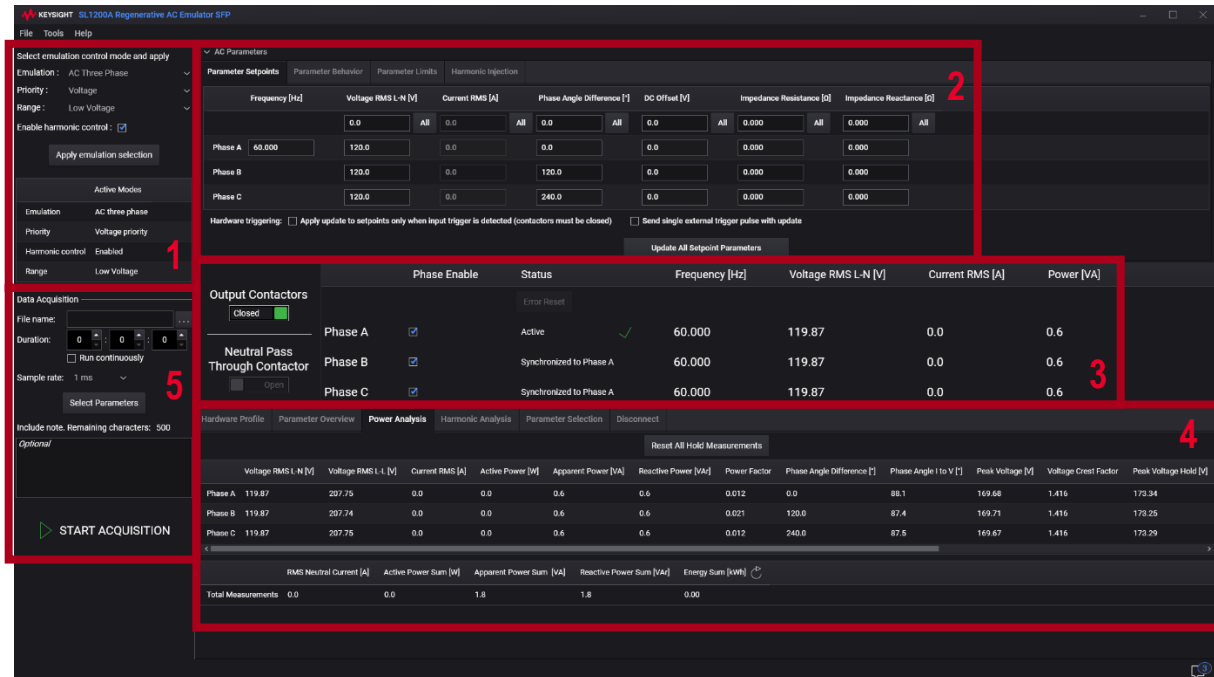 KEYSIGHT SL1200A Regenerative AC Emulator SFP
File Tools Help
Select emulation control mode and apply
Emulation : AC Three Phase
Priority : Voltage
Range : Low Voltage
Enable harmonic control :
Apply emulation selection
Active Modes
Emulation AC three phase
Priority Voltage priority
Harmonic control Enabled
Range Low Voltage
1
AC Parameters
Parameter Setpoints Parameter Behavior Parameter Limits Harmonic Injection
2
Frequency [Hz] Voltage RMS L-N [V] Current RMS [A] Phase Angle Difference [°] DC Offset [V] Impedance Resistance [Ω] Impedance Reactance [Ω]
0.0 All 0.0 All 0.0 All 0.0 All 0.000 All 0.000 All
Phase A 60.000 120.0 0.0 0.0 0.0 0.000 0.000
Phase B 120.0 0.0 120.0 0.0 0.000 0.000
Phase C 120.0 0.0 240.0 0.0 0.000 0.000
Hardware triggering: Apply update to setpoints only when input trigger is detected (contactors must be closed) Send single external trigger pulse with update
Update All Setpoint Parameters
Output Contactors
Closed
Neutral Pass
Through Contactor
Open
Phase Enable Status Frequency [Hz] Voltage RMS L-N [V] Current RMS [A] Power [VA]
Error Reset
Phase A Active 60.000 119.87 0.0 0.6
Phase B Synchronized to Phase A 60.000 119.87 0.0 0.6
Phase C Synchronized to Phase A 60.000 119.87 0.0 0.6
3
Data Acquisition
File name: ...
Duration: 0 : 0 : 0
Run continuously
Sample rate: 1 ms
Select Parameters
5
Include note. Remaining characters: 500
Optional
START ACQUISITION
Hardware Profile Parameter Overview Power Analysis Harmonic Analysis Parameter Selection Disconnect
4
Reset All Hold Measurements
Voltage RMS L-N [V] Voltage RMS L-L [V] Current RMS [A] Active Power [W] Apparent Power [VA] Reactive Power [VAr] Power Factor Phase Angle Difference [°] Phase Angle I to V [°] Peak Voltage [V] Voltage Crest Factor Peak Voltage Hold [V]
Phase A 119.87 207.75 0.0 0.0 0.6 0.6 0.012 0.0 88.1 169.68 1.416 173.34
Phase B 119.87 207.74 0.0 0.0 0.6 0.6 0.021 120.0 87.4 169.71 1.416 173.25
Phase C 119.87 207.75 0.0 0.0 0.6 0.6 0.012 240.0 87.5 169.67 1.416 173.29
RMS Neutral Current [A] Active Power Sum [W] Apparent Power Sum [VA] Reactive Power Sum [VAr] Energy Sum [kWh]
Total Measurements 0.0 0.0 1.8 1.8 0.00
3